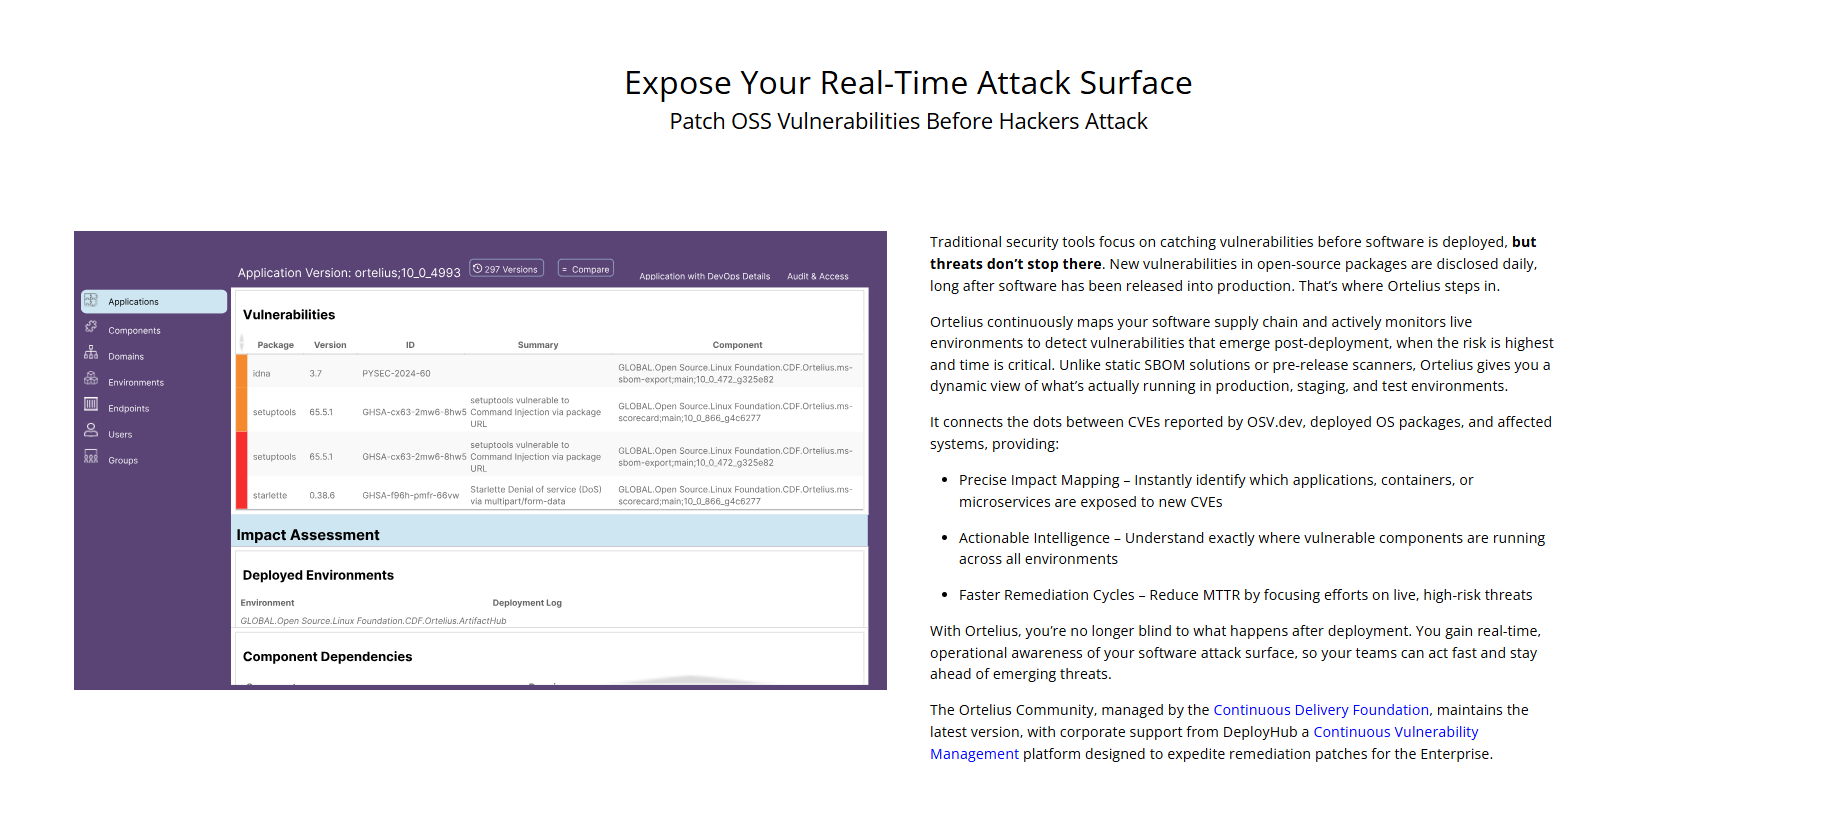 Expose Your Real-Time Attack Surface
Patch OSS Vulnerabilities Before Hackers Attack
Application Version: ortelius;10_0_4993
297 Versions
= Compare
Application with DevOps Details
Audit & Access
Applications
Components
Domains
Environments
Endpoints
Users
Groups
Vulnerabilities
Package Version ID Summary Component
idna 3.7 PYSEC-2024-60 GLOBAL.Open Source.Linux Foundation.CDF.Ortelius.ms-
sbom-export;main;10_0_472_g325e82
setuptools 65.5.1 GHSA-cx63-2mw6-8hw5 setuptools vulnerable to
Command Injection via package
URL
GLOBAL.Open Source.Linux Foundation.CDF.Ortelius.ms-
scorecard;main;10_0_866_g4c6277
setuptools 65.5.1 GHSA-cx63-2mw6-8hw5 setuptools vulnerable to
Command Injection via package
URL
GLOBAL.Open Source.Linux Foundation.CDF.Ortelius.ms-
sbom-export;main;10_0_472_g325e82
starlette 0.38.6 GHSA-f96h-pmfr-66vw Starlette Denial of service (DoS)
via multipart/form-data
GLOBAL.Open Source.Linux Foundation.CDF.Ortelius.ms-
scorecard;main;10_0_866_g4c6277
Impact Assessment
Deployed Environments
Environment Deployment Log
GLOBAL.Open Source.Linux Foundation.CDF.Ortelius.ArtifactHub
Component Dependencies
Traditional security tools focus on catching vulnerabilities before software is deployed, but
threats don’t stop there. New vulnerabilities in open-source packages are disclosed daily,
long after software has been released into production. That’s where Ortelius steps in.
Ortelius continuously maps your software supply chain and actively monitors live
environments to detect vulnerabilities that emerge post-deployment, when the risk is highest
and time is critical. Unlike static SBOM solutions or pre-release scanners, Ortelius gives you a
dynamic view of what’s actually running in production, staging, and test environments.
It connects the dots between CVEs reported by OSV.dev, deployed OS packages, and affected
systems, providing:
• Precise Impact Mapping – Instantly identify which applications, containers, or
microservices are exposed to new CVEs
• Actionable Intelligence – Understand exactly where vulnerable components are running
across all environments
• Faster Remediation Cycles – Reduce MTTR by focusing efforts on live, high-risk threats
With Ortelius, you’re no longer blind to what happens after deployment. You gain real-time,
operational awareness of your software attack surface, so your teams can act fast and stay
ahead of emerging threats.
The Ortelius Community, managed by the Continuous Delivery Foundation, maintains the
latest version, with corporate support from DeployHub a Continuous Vulnerability
Management platform designed to expedite remediation patches for the Enterprise.